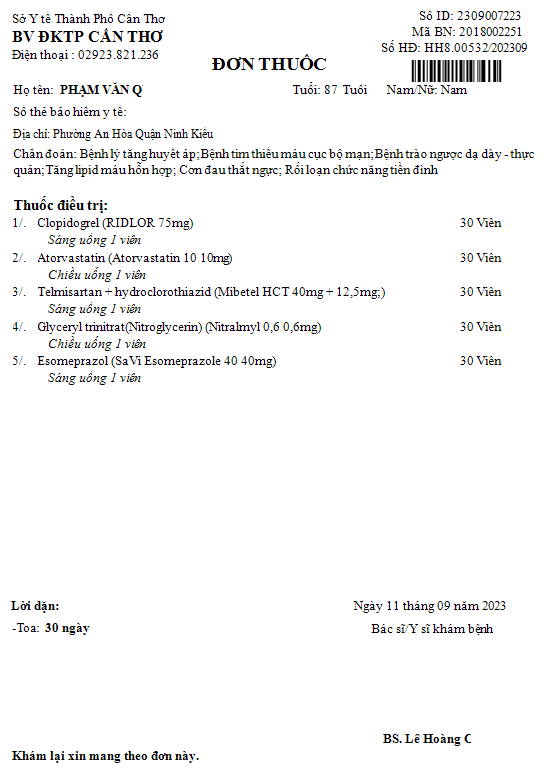 Sở Y tế Thành Phố Cần Thơ
Số ID: 2309007223
BV ĐKTP CẦN THƠ
Mã BN: 2018002251
Điện thoại : 02923.821.236
Số HĐ: HH8.00532/202309
ĐƠN THUỐC
Họ tên: PHẠM VĂN Q Tuổi: 87 Tuổi Nam/Nữ: Nam
Số thẻ bảo hiểm y tế:
Địa chỉ: Phường An Hòa Quận Ninh Kiều
Chẩn đoán: Bệnh lý tăng huyết áp;Bệnh tim thiếu máu cục bộ mạn;Bệnh trào ngược dạ dày - thực
quản;Tăng lipid máu hỗn hợp; Cơn đau thắt ngực; Rối loạn chức năng tiền đình
Thuốc điều trị:
1/. Clopidogrel (RIDLOR 75mg) 30 Viên
Sáng uống 1 viên
2/. Atorvastatin (Atorvastatin 10 10mg) 30 Viên
Chiều uống 1 viên
3/. Telmisartan + hydroclorothiazid (Mibetel HCT 40mg + 12,5mg;) 30 Viên
Sáng uống 1 viên
4/. Glyceryl trinitrat(Nitroglycerin) (Nitralmyl 0,6 0,6mg) 30 Viên
Chiều uống 1 viên
5/. Esomeprazol (SaVi Esomeprazole 40 40mg) 30 Viên
Sáng uống 1 viên
Lời dặn:
Ngày 11 tháng 09 năm 2023
-Toa: 30 ngày
Bác sĩ/Y sĩ khám bệnh
BS. Lê Hoàng C
Khám lại xin mang theo đơn này.